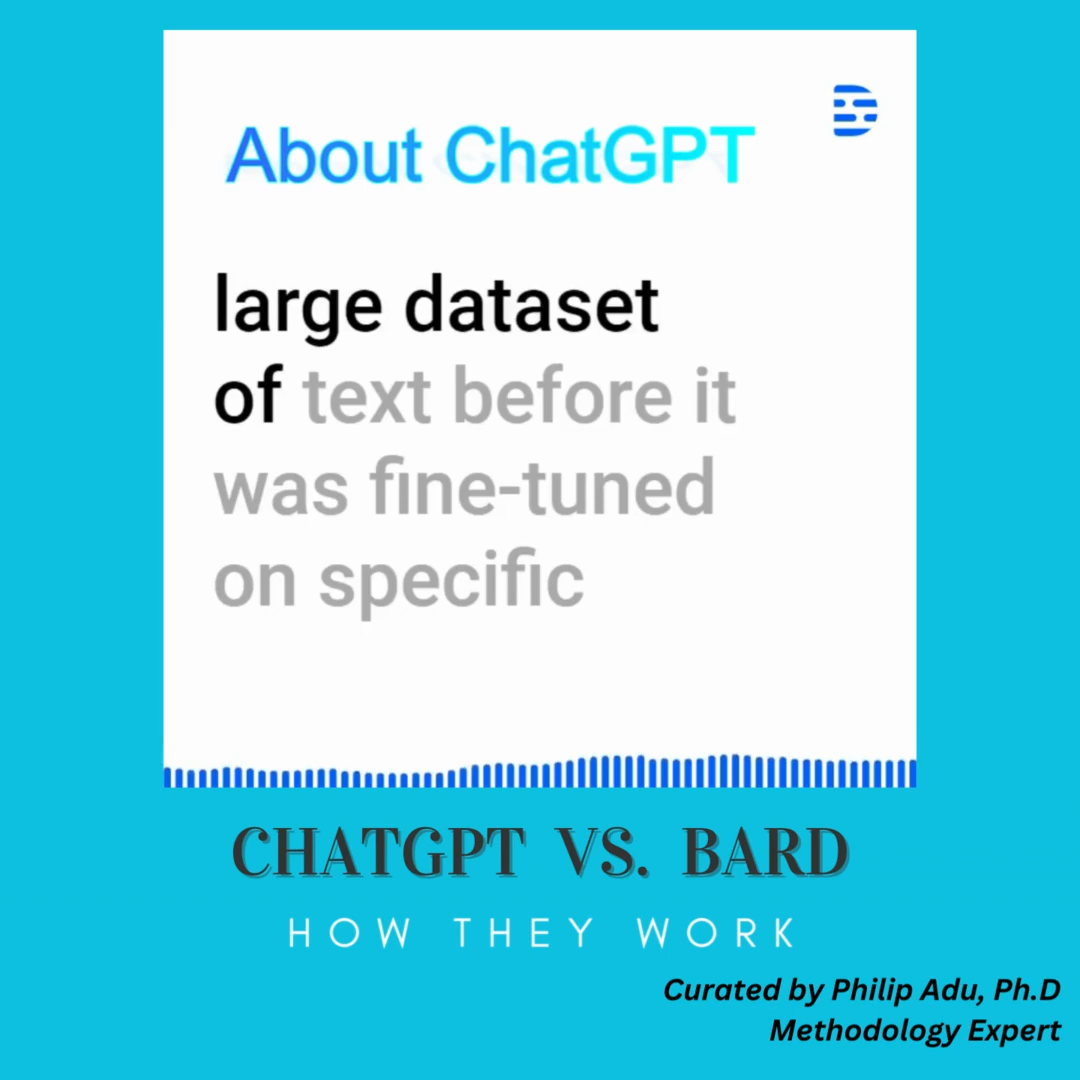 About ChatGPT
large dataset
of text before it
was fine-tuned
on specific
CHATGPT VS. BARD
HOW THEY WORK
Curated by Philip Adu, Ph.D
Methodology Expert